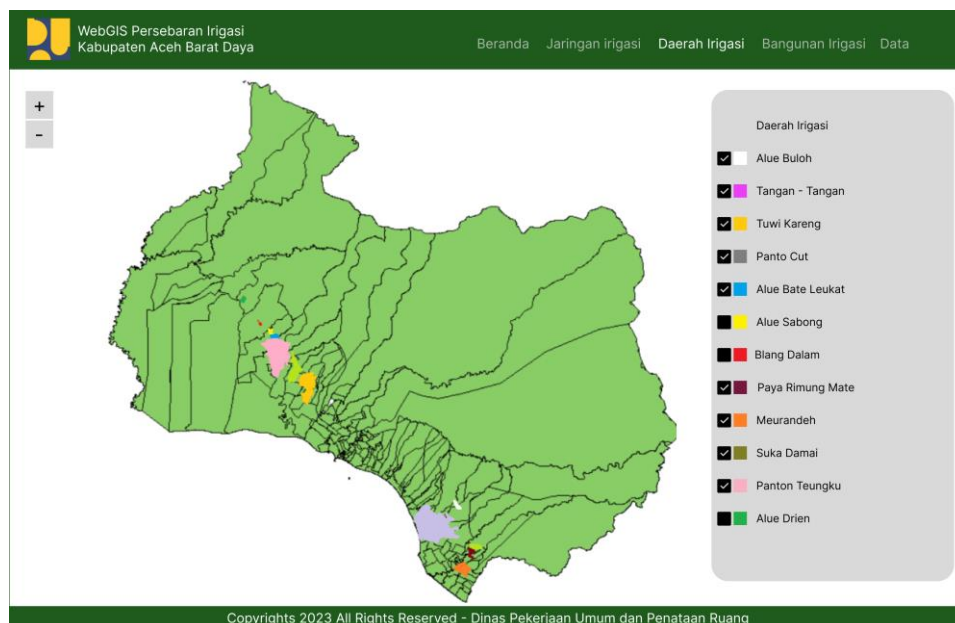 WebGIS Persebaran Irigasi
Kabupaten Aceh Barat Daya
Beranda Jaringan irigasi Daerah Irigasi Bangunan Irigasi Data
+
-
Daerah Irigasi
Alue Buloh
Tangan - Tangan
Tuwi Kareng
Panto Cut
Alue Bate Leukat
Alue Sabong
Blang Dalam
Paya Rimung Mate
Meurandeh
Suka Damai
Panton Teungku
Alue Drien
Copyrights 2023 All Rights Reserved - Dinas Pekerjaan Umum dan Penataan Ruang